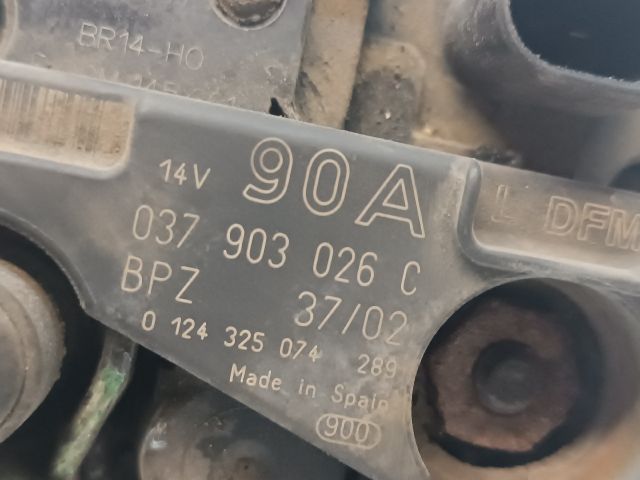 BR14-HO
14V 90A
L DFM
037 903 026 C
BPZ 37/02
0 124 325 074 289
Made in Spain
900